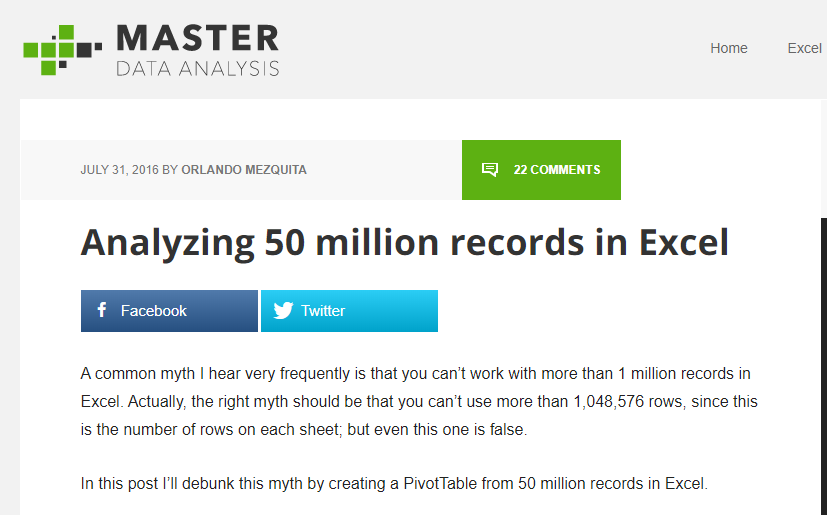 MASTER
DATA ANALYSIS
Home
Excel
JULY 31, 2016 BY ORLANDO MEZQUITA
22 COMMENTS
Analyzing 50 million records in Excel
Facebook
Twitter
A common myth I hear very frequently is that you can’t work with more than 1 million records in
Excel. Actually, the right myth should be that you can’t use more than 1,048,576 rows, since this
is the number of rows on each sheet; but even this one is false.
In this post I’ll debunk this myth by creating a PivotTable from 50 million records in Excel.